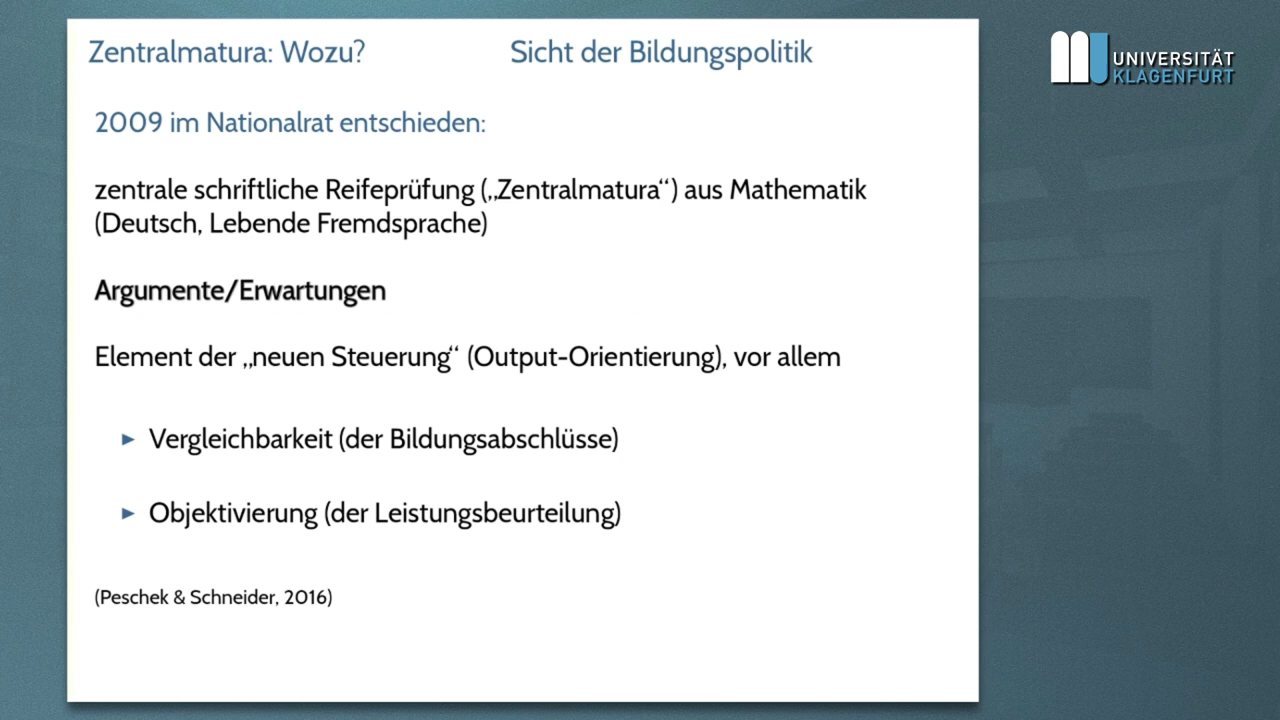 Zentralmatura: Wozu? Sicht der Bildungspolitik
UNIVERSITÄT
KLAGENFURT
2009 im Nationalrat entschieden:
zentrale schriftliche Reifeprüfung („Zentralmatura“) aus Mathematik
(Deutsch, Lebende Fremdsprache)
Argumente/Erwartungen
Element der „neuen Steuerung“ (Output-Orientierung), vor allem
► Vergleichbarkeit (der Bildungsabschlüsse)
► Objektivierung (der Leistungsbeurteilung)
(Peschek & Schneider, 2016)